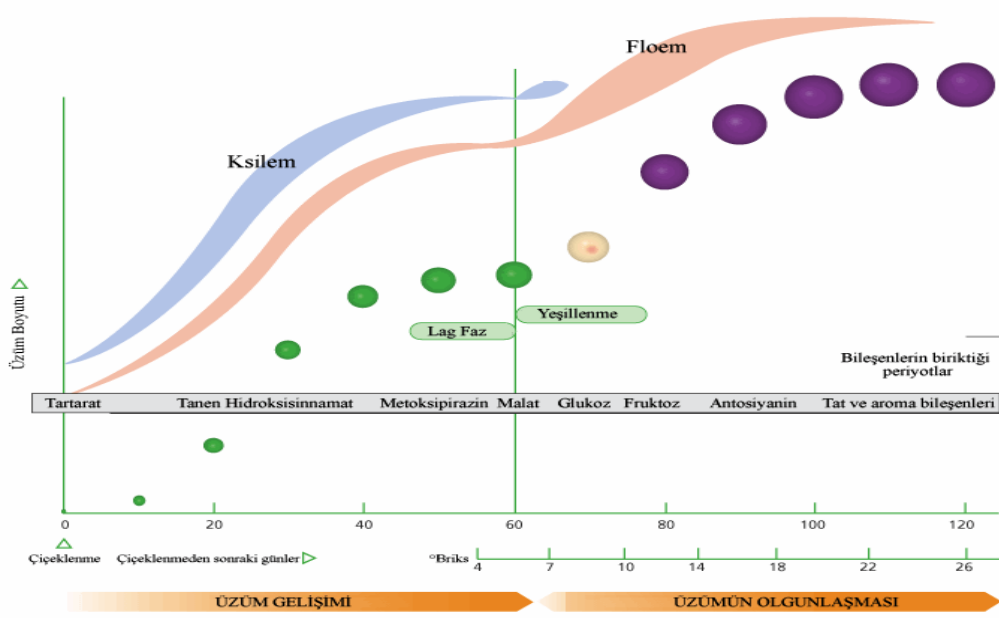 Floem
Ksilem
Üzüm Boyutu
Yeşillenme
Lag Faz
Bileşenlerin biriktiği
periyotlar
Tartarat Tanen Hidroksisinnamat Metoksipirazin Malat Glukoz Fruktoz Antosiyanin Tat ve aroma bileşenleri
0 20 40 60 80 100 120
Çiçeklenme Çiçeklenmeden sonraki günler °Briks
4 7 10 14 18 22 26
ÜZÜM GELİŞİMİ ÜZÜMÜN OLGUNLAŞMASI